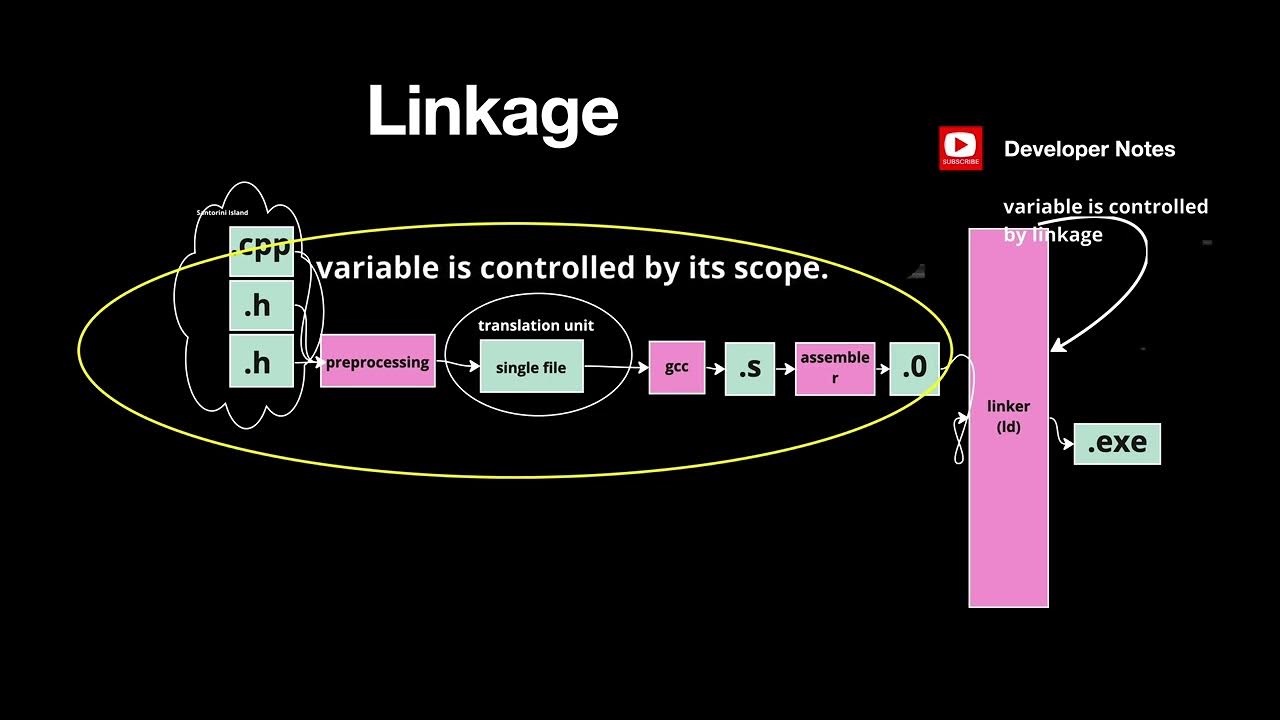 Linkage
SUBSCRIBE
Developer Notes
variable is controlled
by linkage
Santorini Island
.cpp
variable is controlled by its scope.
.h
.h
preprocessing
translation unit
single file
gcc
.s
assemble
r
.0
linker
(ld)
.exe